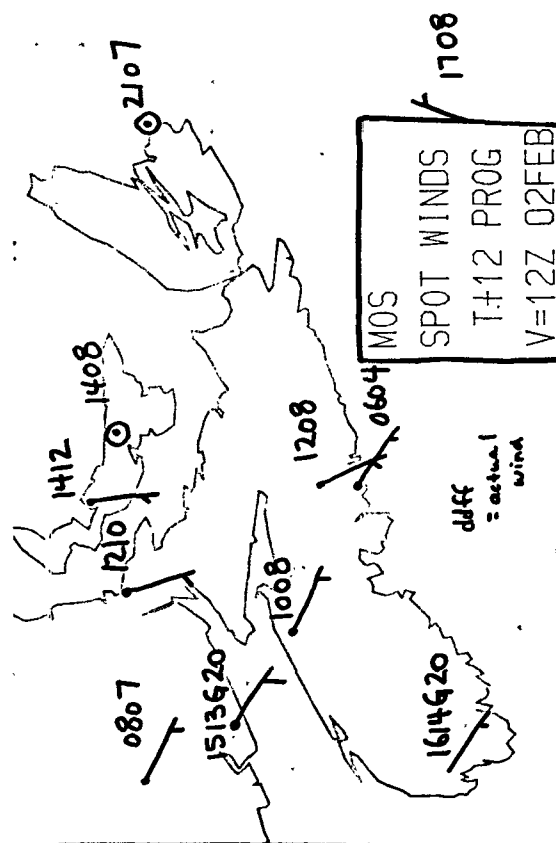 2107
1708
1408
1412
1210
1208
0604
1008
0807
1513G20
1614G20
ddff
= actual
wind
MOS
SPOT WINDS
T+12 PROG
V=12Z 02FEB